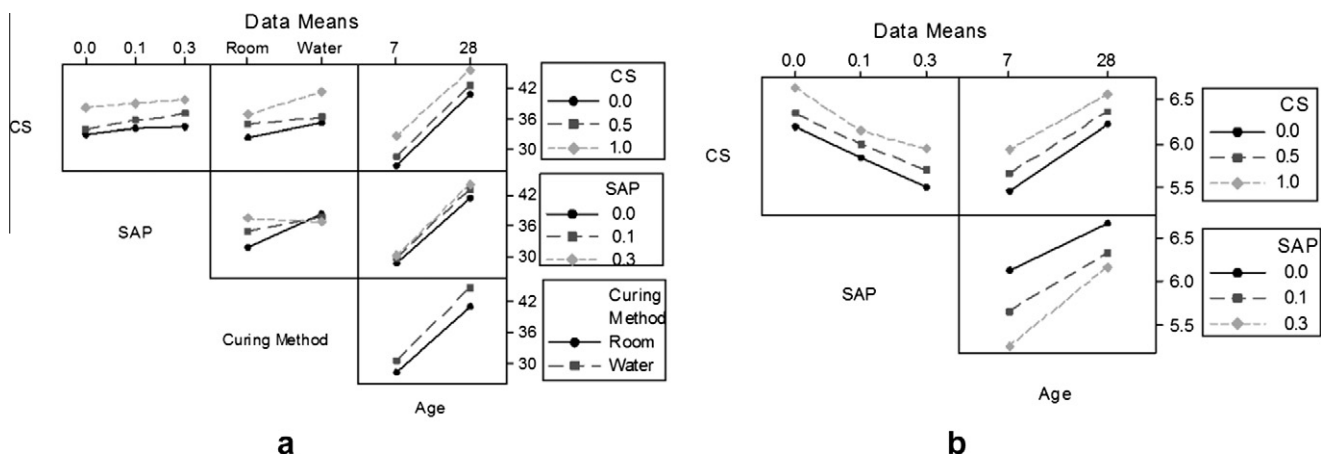 Data Means
0.0 0.1 0.3 Room Water 7 28
CS
42
36
30
CS
0.0
0.5
1.0
SAP
42
36
30
SAP
0.0
0.1
0.3
Curing Method
42
36
30
Curing
Method
Room
Water
Age
a
Data Means
0.0 0.1 0.3 7 28
CS
6.5
6.0
5.5
CS
0.0
0.5
1.0
SAP
6.5
6.0
5.5
SAP
0.0
0.1
0.3
Age
b